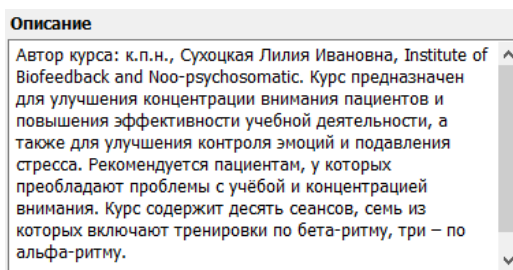 Описание
Автор курса: к.п.н., Сухоцкая Лилия Ивановна, Institute of
Biofeedback and Noo-psychosomatic. Курс предназначен
для улучшения концентрации внимания пациентов и
повышения эффективности учебной деятельности, а
также для улучшения контроля эмоций и подавления
стресса. Рекомендуется пациентам, у которых
преобладают проблемы с учёбой и концентрацией
внимания. Курс содержит десять сеансов, семь из
которых включают тренировки по бета-ритму, три – по
альфа-ритму.